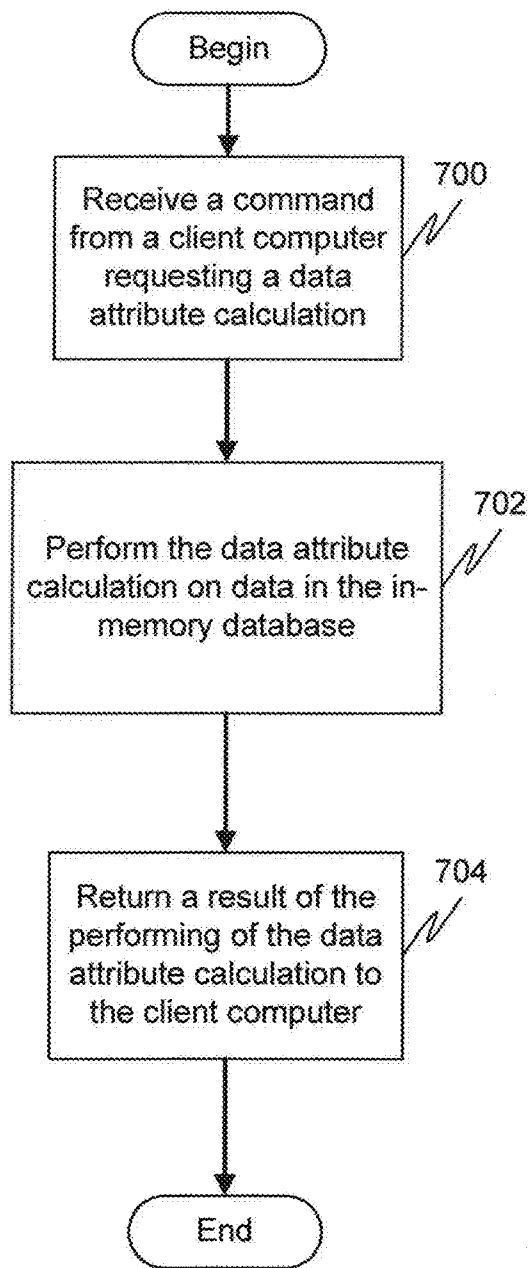 Begin
700
Receive a command
from a client computer
requesting a data
attribute calculation
702
Perform the data attribute
calculation on data in the in-
memory database
704
Return a result of the
performing of the data
attribute calculation to
the client computer
End